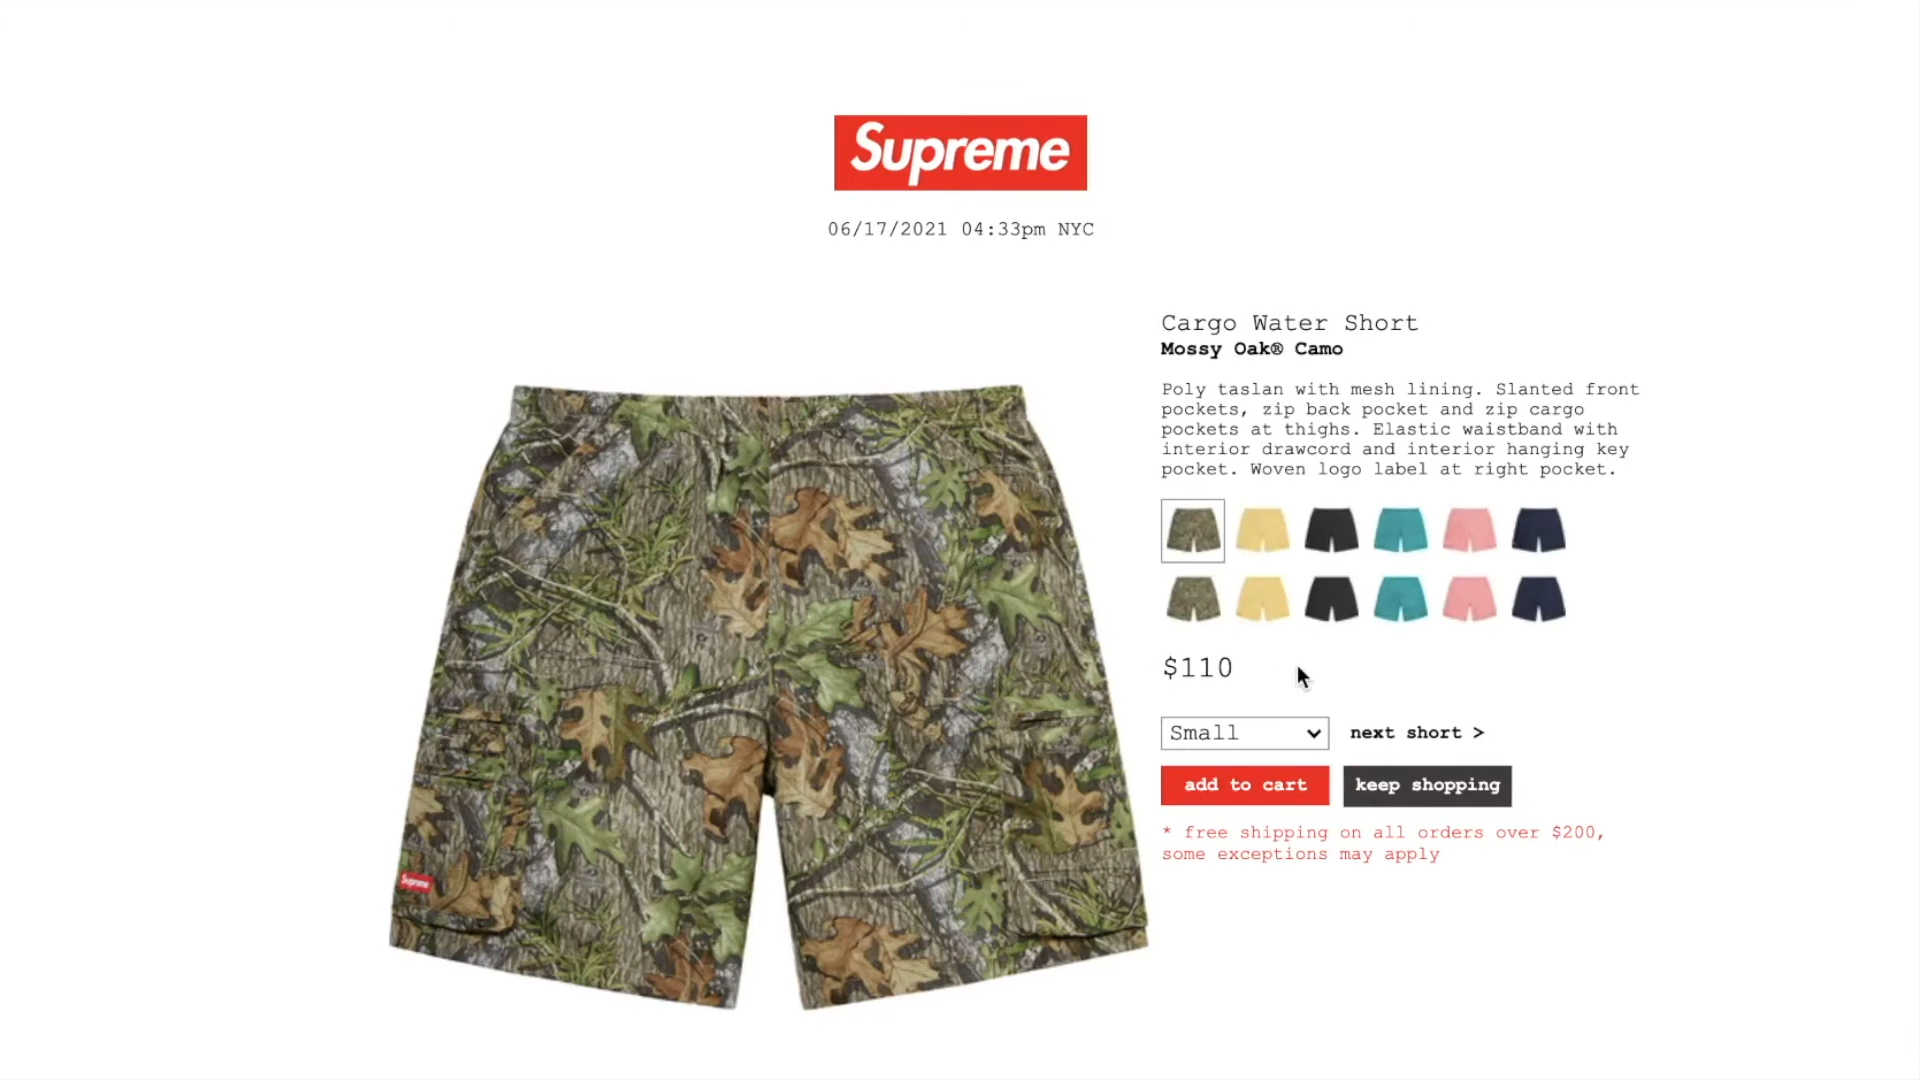 Supreme
06/17/2021 04:33pm NYC
Cargo Water Short
Mossy Oak® Camo
Poly taslan with mesh lining. Slanted front
pockets, zip back pocket and zip cargo
pockets at thighs. Elastic waistband with
interior drawcord and interior hanging key
pocket. Woven logo label at right pocket.
$110
Small
next short >
add to cart
keep shopping
* free shipping on all orders over $200,
some exceptions may apply
Supreme